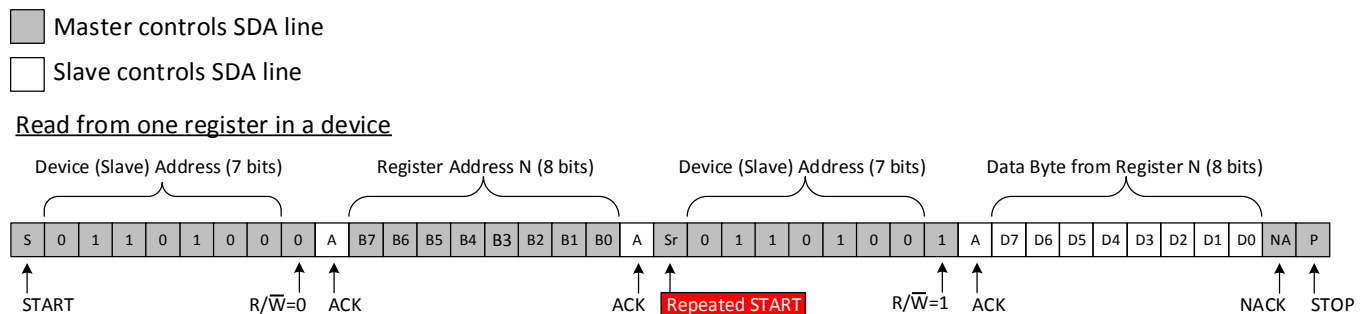 Master controls SDA line
Slave controls SDA line
Read from one register in a device
Device (Slave) Address (7 bits) Register Address N (8 bits) Device (Slave) Address (7 bits) Data Byte from Register N (8 bits)
S 0 1 1 0 1 0 0 0 A B7 B6 B5 B4 B3 B2 B1 B0 A Sr 0 1 1 0 1 0 0 1 A D7 D6 D5 D4 D3 D2 D1 D0 NA P
START R/W̅=0 ACK ACK Repeated START R/W̅=1 ACK NACK STOP